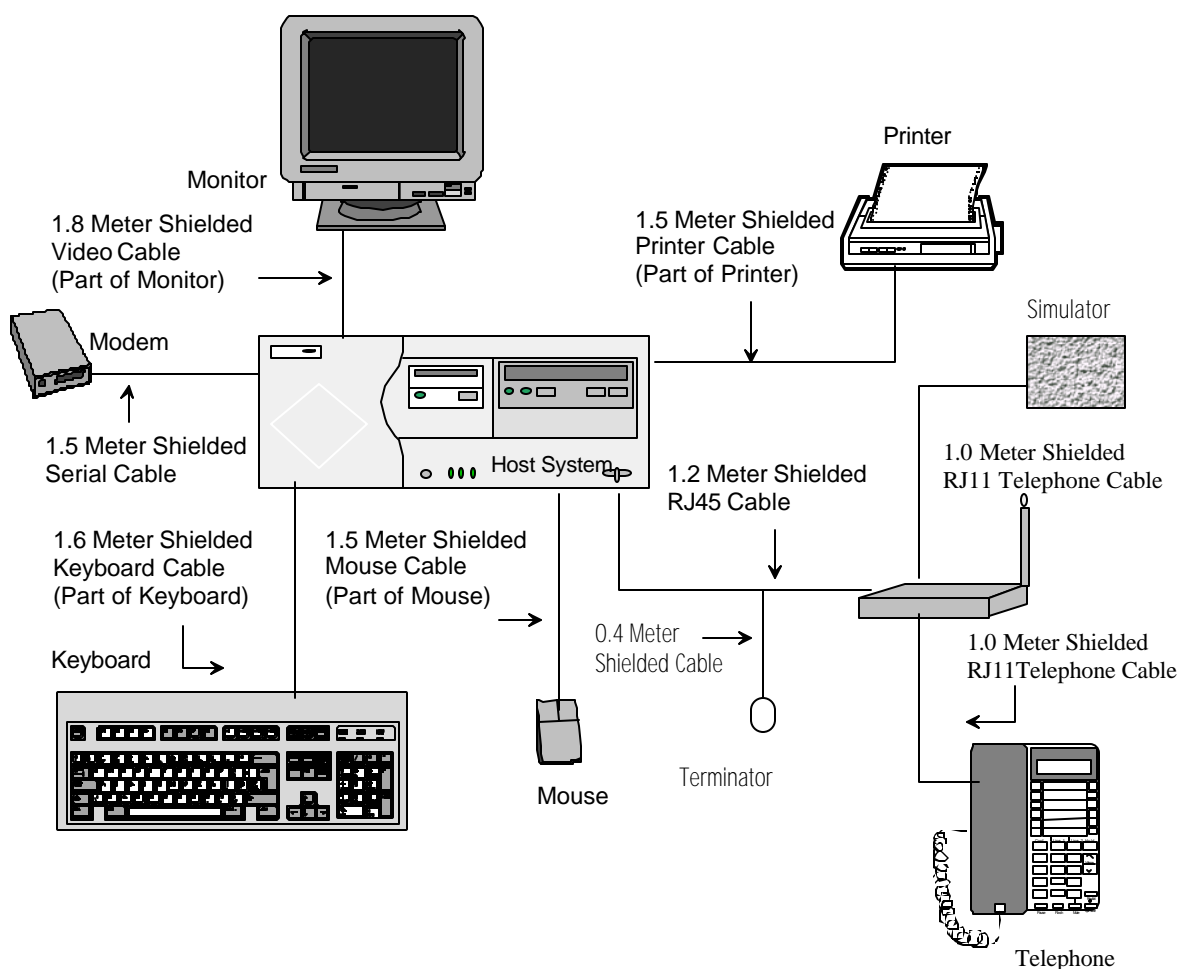 Printer
Monitor
1.8 Meter Shielded
Video Cable
(Part of Monitor)
1.5 Meter Shielded
Printer Cable
(Part of Printer)
Simulator
Modem
1.5 Meter Shielded
Serial Cable
Host System
1.2 Meter Shielded
RJ45 Cable
1.0 Meter Shielded
RJ11 Telephone Cable
1.6 Meter Shielded
Keyboard Cable
(Part of Keyboard)
1.5 Meter Shielded
Mouse Cable
(Part of Mouse)
0.4 Meter
Shielded Cable
1.0 Meter Shielded
RJ11Telephone Cable
Keyboard
Terminator
Mouse
Telephone